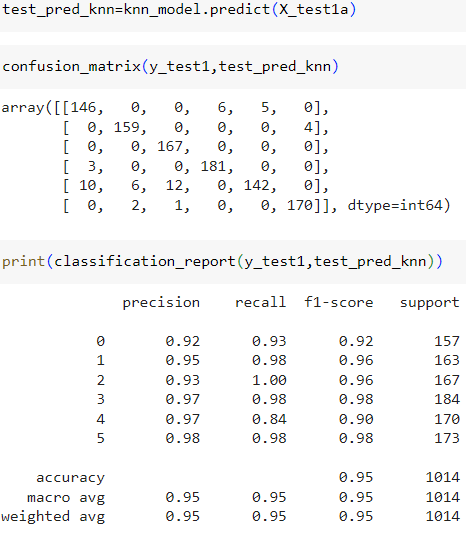 test_pred_knn=knn_model.predict(X_test1a)
confusion_matrix(y_test1,test_pred_knn)
array([[146,   0,   0,   6,   5,   0],
       [  0, 159,   0,   0,   0,   4],
       [  0,   0, 167,   0,   0,   0],
       [  3,   0,   0, 181,   0,   0],
       [ 10,   6,  12,   0, 142,   0],
       [  0,   2,   1,   0,   0, 170]], dtype=int64)
print(classification_report(y_test1,test_pred_knn))
              precision    recall  f1-score   support
           0       0.92      0.93      0.92       157
           1       0.95      0.98      0.96       163
           2       0.93      1.00      0.96       167
           3       0.97      0.98      0.98       184
           4       0.97      0.84      0.90       170
           5       0.98      0.98      0.98       173
    accuracy                           0.95      1014
   macro avg       0.95      0.95      0.95      1014
weighted avg       0.95      0.95      0.95      1014